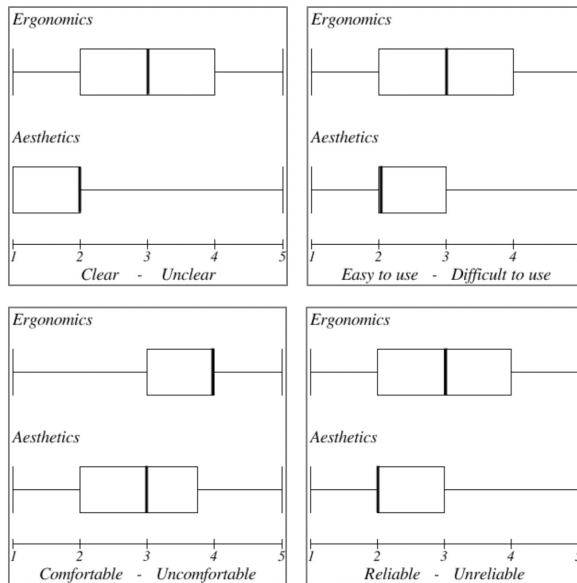 Ergonomics
Aesthetics
1 2 3 4 5
Clear - Unclear
Ergonomics
Aesthetics
1 2 3 4
Easy to use - Difficult to use
Ergonomics
Aesthetics
1 2 3 4 5
Comfortable - Uncomfortable
Ergonomics
Aesthetics
1 2 3 4
Reliable - Unreliable